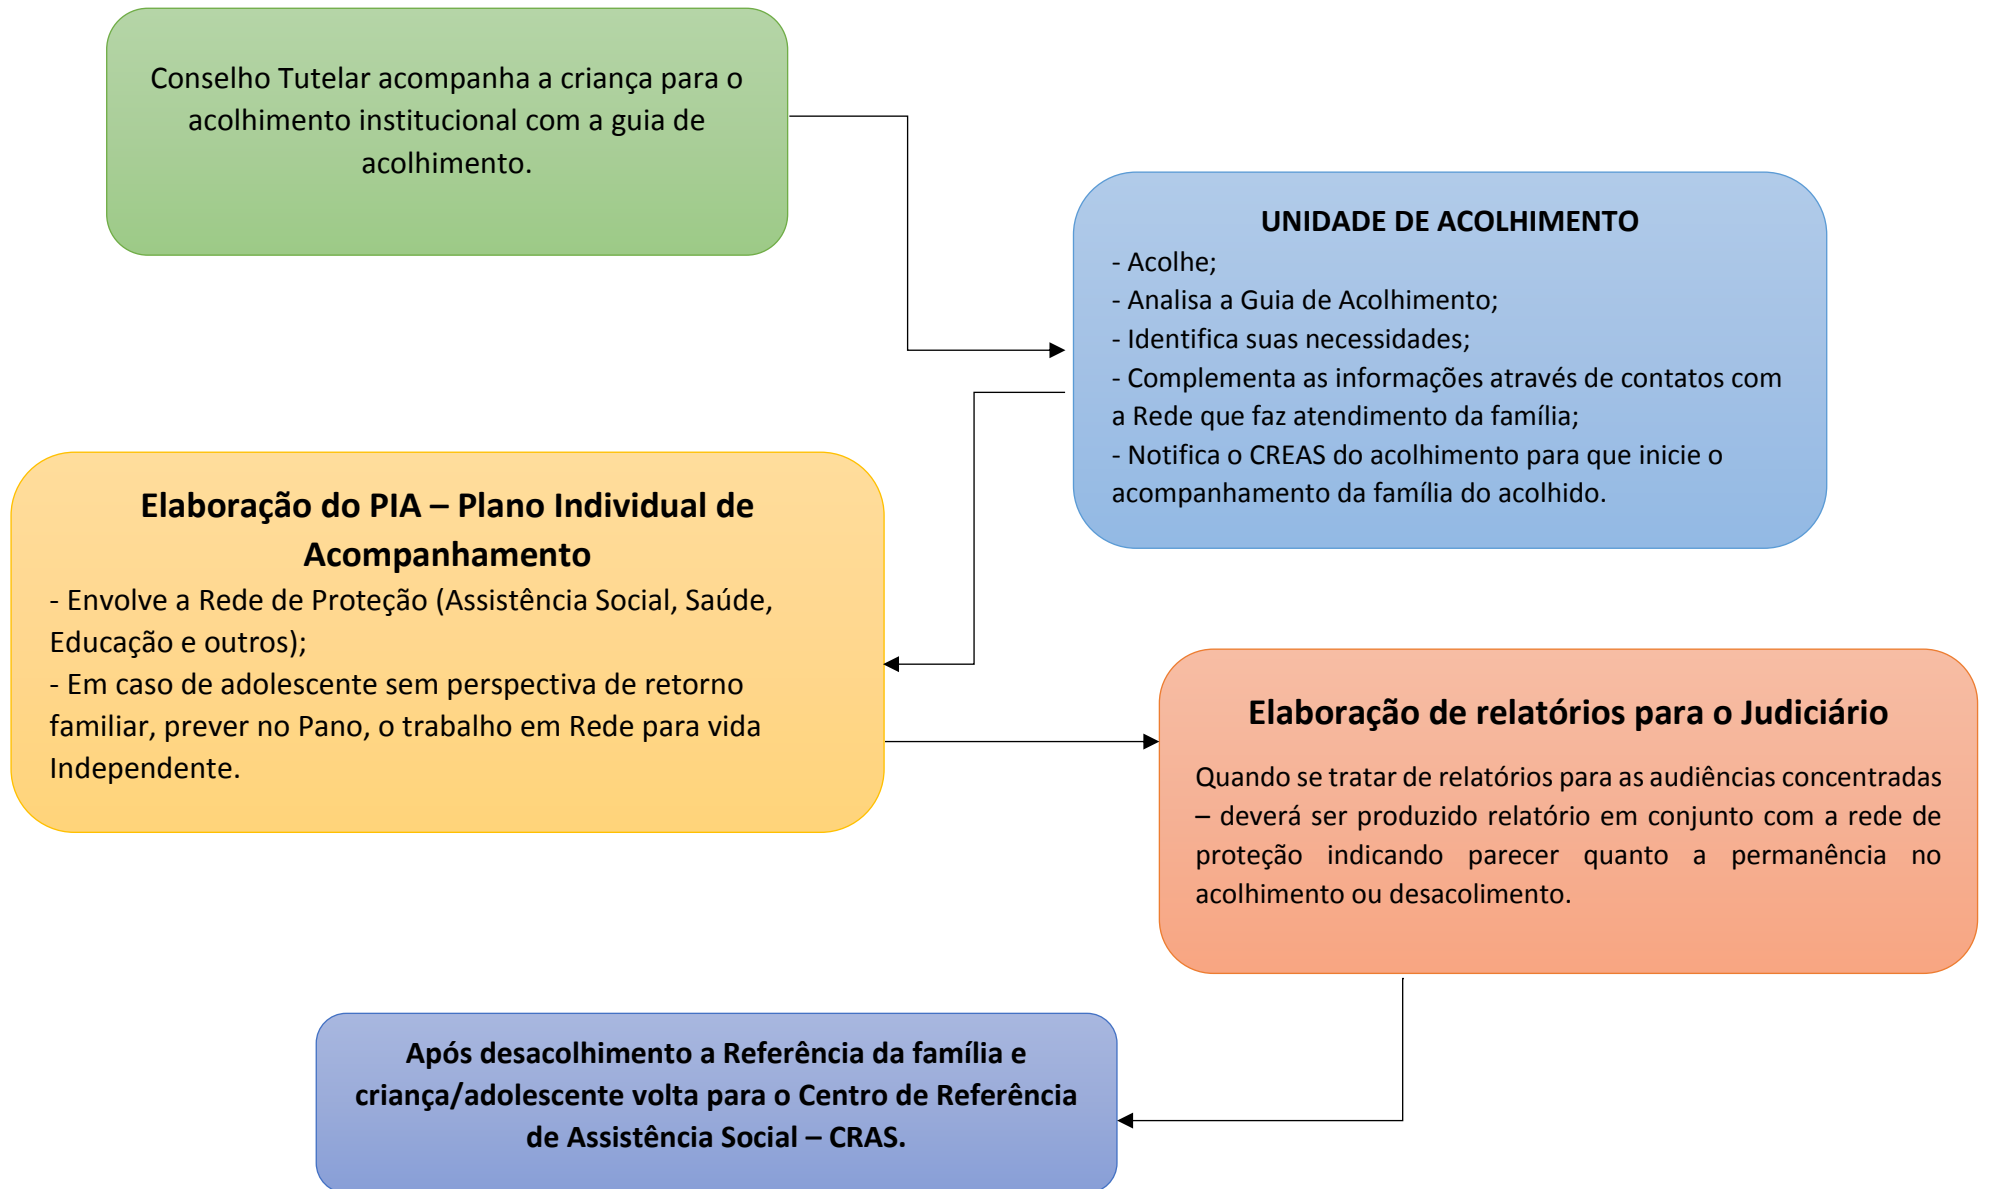 Conselho Tutelar acompanha a criança para o
acolhimento institucional com a guia de
acolhimento.
UNIDADE DE ACOLHIMENTO
- Acolhe;
- Analisa a Guia de Acolhimento;
- Identifica suas necessidades;
- Complementa as informações através de contatos com
a Rede que faz atendimento da família;
- Notifica o CREAS do acolhimento para que inicie o
acompanhamento da família do acolhido.
Elaboração do PIA – Plano Individual de
Acompanhamento
- Envolve a Rede de Proteção (Assistência Social, Saúde,
Educação e outros);
- Em caso de adolescente sem perspectiva de retorno
familiar, prever no Pano, o trabalho em Rede para vida
Independente.
Elaboração de relatórios para o Judiciário
Quando se tratar de relatórios para as audiências concentradas
– deverá ser produzido relatório em conjunto com a rede de
proteção indicando parecer quanto a permanência no
acolhimento ou desacolimento.
Após desacolhimento a Referência da família e
criança/adolescente volta para o Centro de Referência
de Assistência Social – CRAS.